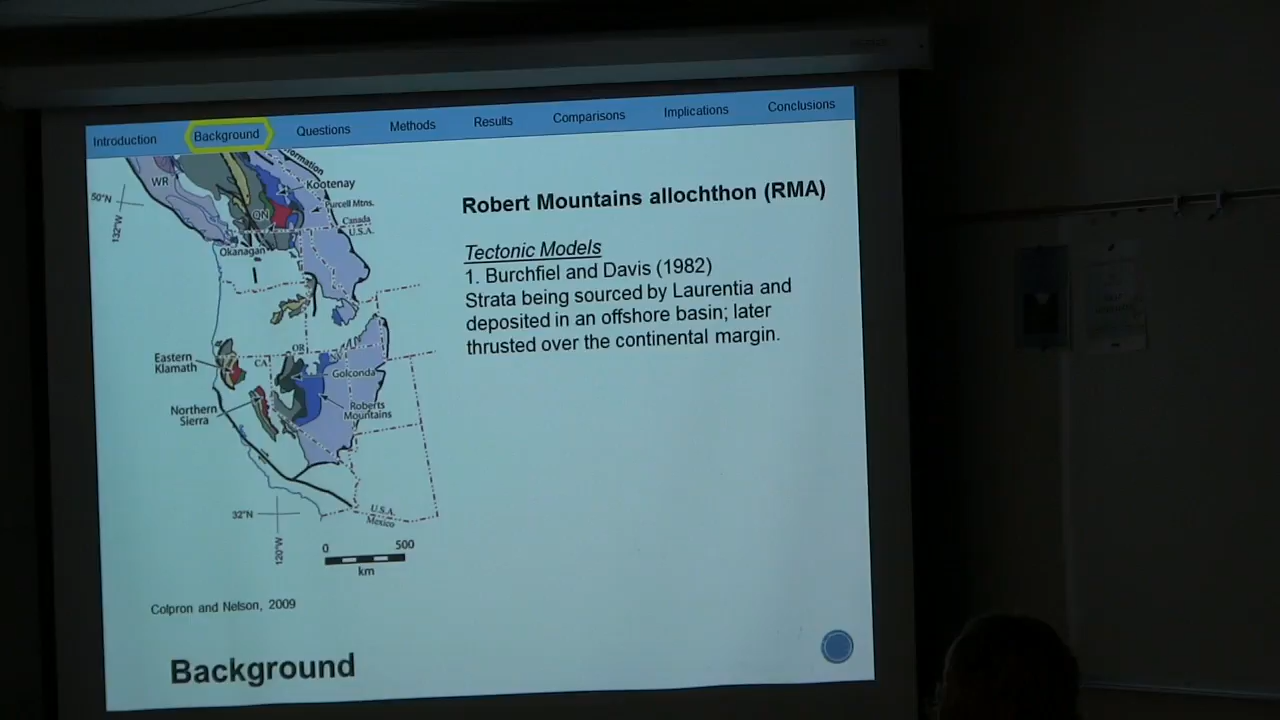 Introduction
Background
Questions
Methods
Results
Comparisons
Implications
Conclusions
WR
Kootenay
50°N
Purcell Mtns.
QN
132°W
Canada
U.S.A.
Okanagan
Robert Mountains allochthon (RMA)
Tectonic Models
1. Burchfiel and Davis (1982)
Strata being sourced by Laurentia and
deposited in an offshore basin; later
thrusted over the continental margin.
OR
CA
Eastern
Klamath
Golconda
Northern
Sierra
Roberts
Mountains
32°N
U.S.A.
Mexico
120°W
0 500
km
Colpron and Nelson, 2009
Background